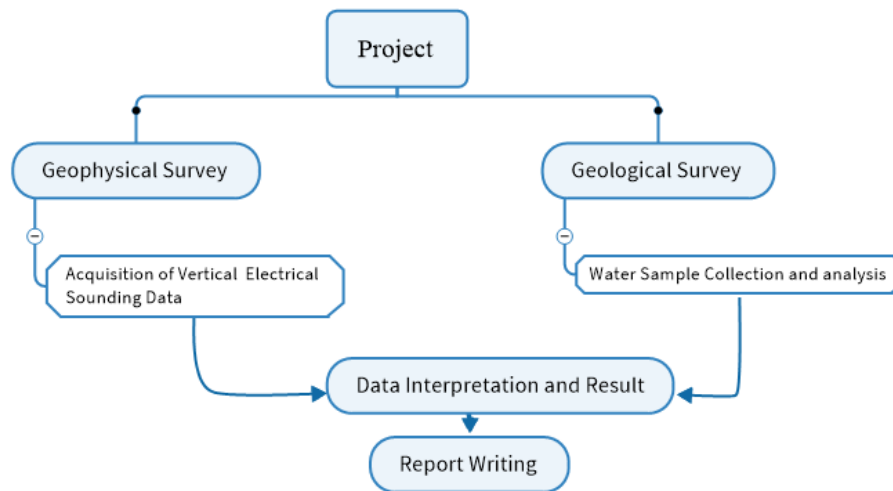 Project
Geophysical Survey
Geological Survey
Acquisition of Vertical Electrical
Sounding Data
Water Sample Collection and analysis
Data Interpretation and Result
Report Writing